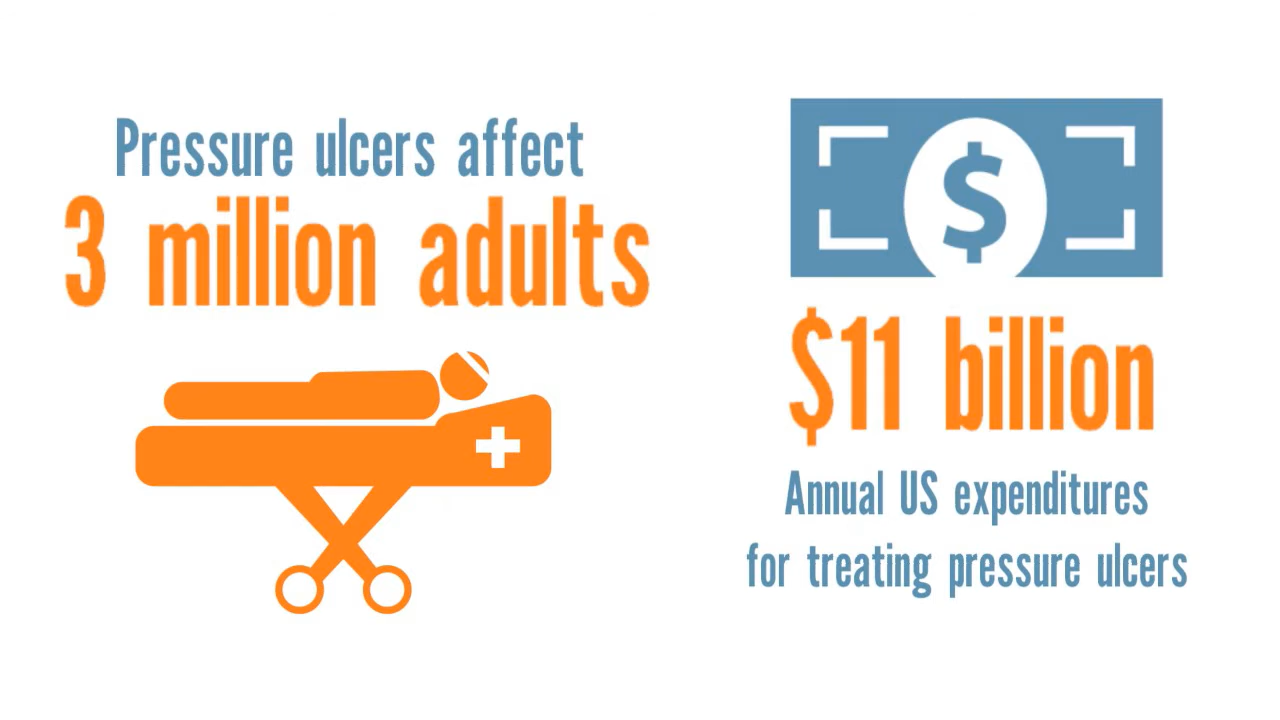 Pressure ulcers affect
3 million adults
$
$11 billion
Annual US expenditures
for treating pressure ulcers